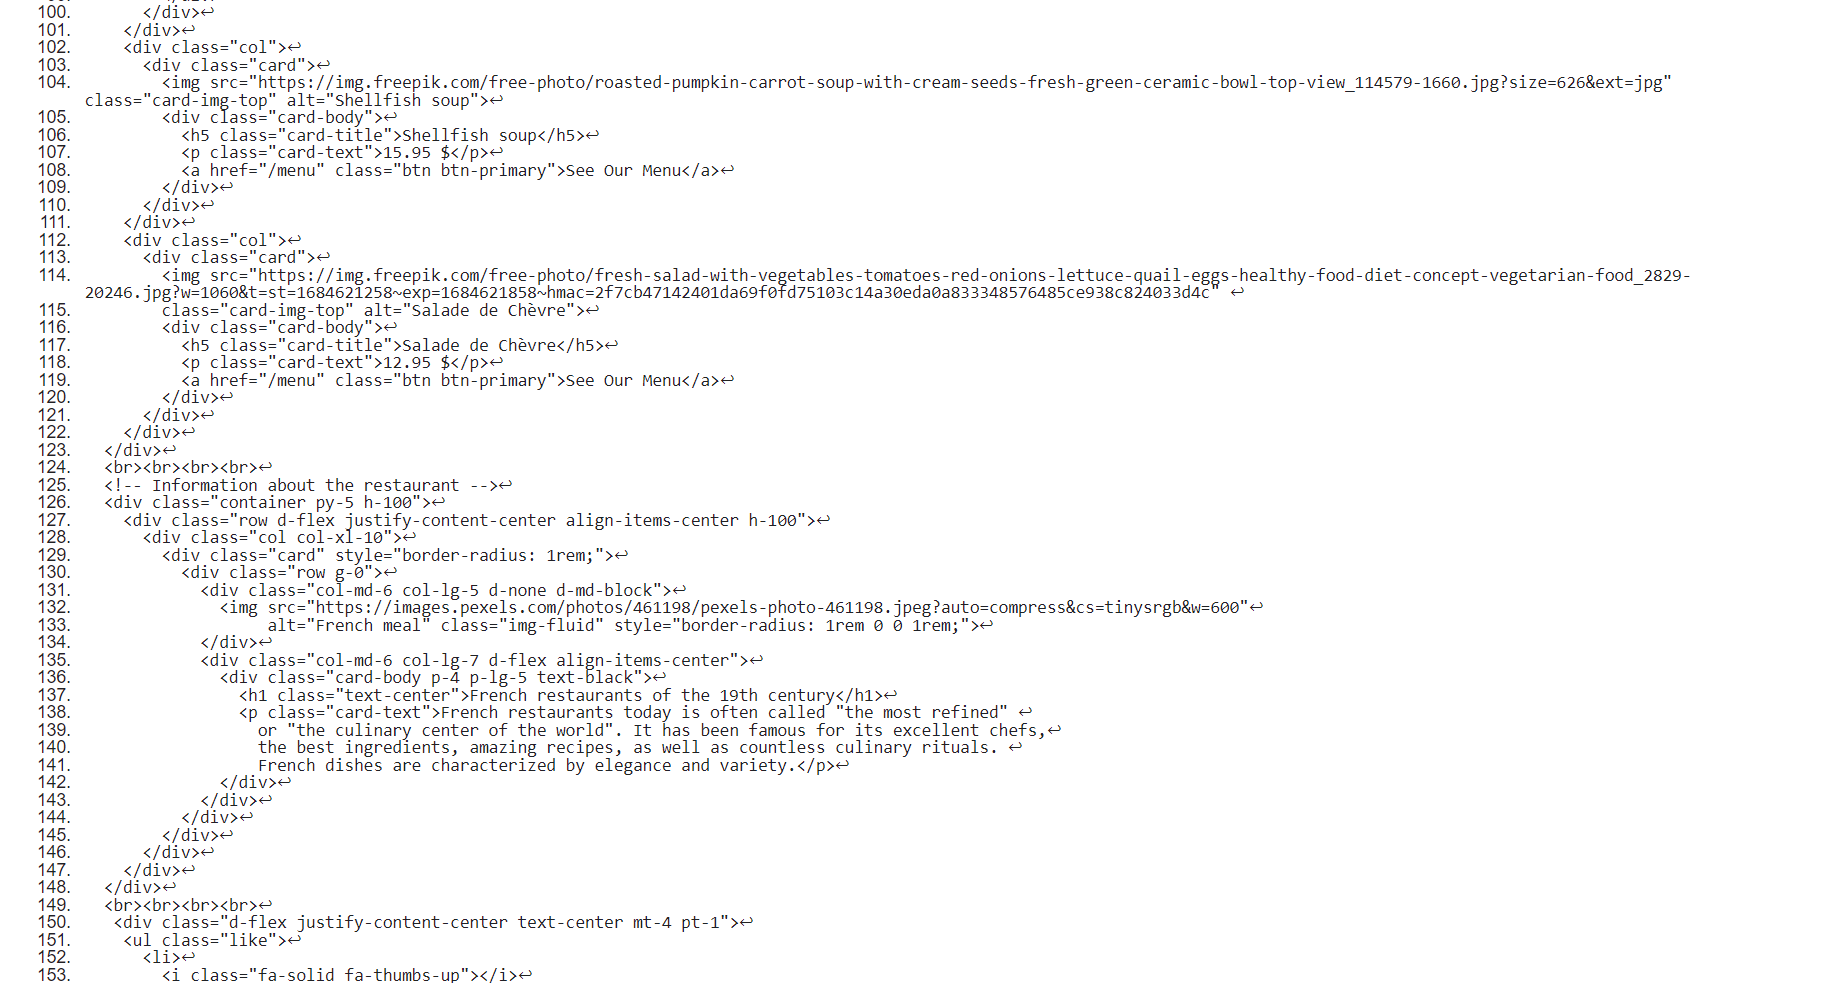 100. </div>↩
101. </div>↩
102. <div class="col">↩
103. <div class="card">↩
104. <img src="https://img.freepik.com/free-photo/roasted-pumpkin-carrot-soup-with-cream-seeds-fresh-green-ceramic-bowl-top-view_114579-1660.jpg?size=626&ext=jpg"
class="card-img-top" alt="Shellfish soup">↩
105. <div class="card-body">↩
106. <h5 class="card-title">Shellfish soup</h5>↩
107. <p class="card-text">15.95 $</p>↩
108. <a href="/menu" class="btn btn-primary">See Our Menu</a>↩
109. </div>↩
110. </div>↩
111. </div>↩
112. <div class="col">↩
113. <div class="card">↩
114. <img src="https://img.freepik.com/free-photo/fresh-salad-with-vegetables-tomatoes-red-onions-lettuce-quail-eggs-healthy-food-diet-concept-vegetarian-food_2829-
20246.jpg?w=1060&t=st=1684621258~exp=1684621858~hmac=2f7cb47142401da69f0fd75103c14a30eda0a833348576485ce938c824033d4c" ↩
115. class="card-img-top" alt="Salade de Chèvre">↩
116. <div class="card-body">↩
117. <h5 class="card-title">Salade de Chèvre</h5>↩
118. <p class="card-text">12.95 $</p>↩
119. <a href="/menu" class="btn btn-primary">See Our Menu</a>↩
120. </div>↩
121. </div>↩
122. </div>↩
123. </div>↩
124. <br><br><br><br>↩
125. <!-- Information about the restaurant -->↩
126. <div class="container py-5 h-100">↩
127. <div class="row d-flex justify-content-center align-items-center h-100">↩
128. <div class="col col-xl-10">↩
129. <div class="card" style="border-radius: 1rem;">↩
130. <div class="row g-0">↩
131. <div class="col-md-6 col-lg-5 d-none d-md-block">↩
132. <img src="https://images.pexels.com/photos/461198/pexels-photo-461198.jpeg?auto=compress&cs=tinysrgb&w=600"↩
133. alt="French meal" class="img-fluid" style="border-radius: 1rem 0 0 1rem;">↩
134. </div>↩
135. <div class="col-md-6 col-lg-7 d-flex align-items-center">↩
136. <div class="card-body p-4 p-lg-5 text-black">↩
137. <h1 class="text-center">French restaurants of the 19th century</h1>↩
138. <p class="card-text">French restaurants today is often called "the most refined" ↩
139. or "the culinary center of the world". It has been famous for its excellent chefs,↩
140. the best ingredients, amazing recipes, as well as countless culinary rituals. ↩
141. French dishes are characterized by elegance and variety.</p>↩
142. </div>↩
143. </div>↩
144. </div>↩
145. </div>↩
146. </div>↩
147. </div>↩
148. </div>↩
149. <br><br><br><br>↩
150. <div class="d-flex justify-content-center text-center mt-4 pt-1">↩
151. <ul class="like">↩
152. <li>↩
153. <i class="fa-solid fa-thumbs-up"></i>↩